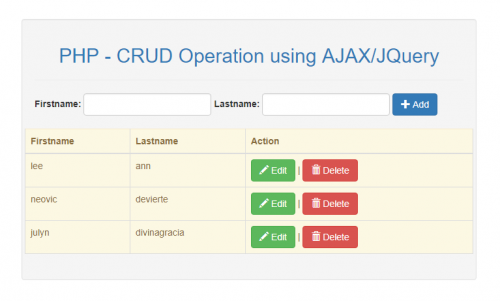 PHP - CRUD Operation using AJAX/JQuery
Firstname: Lastname: Add
Firstname Lastname Action
lee ann Edit | Delete
neovic devierte Edit | Delete
julyn divinagracia Edit | Delete